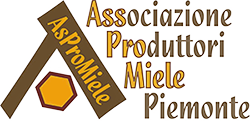 AsProMiele
Associazione
Produttori
Miele
Piemonte